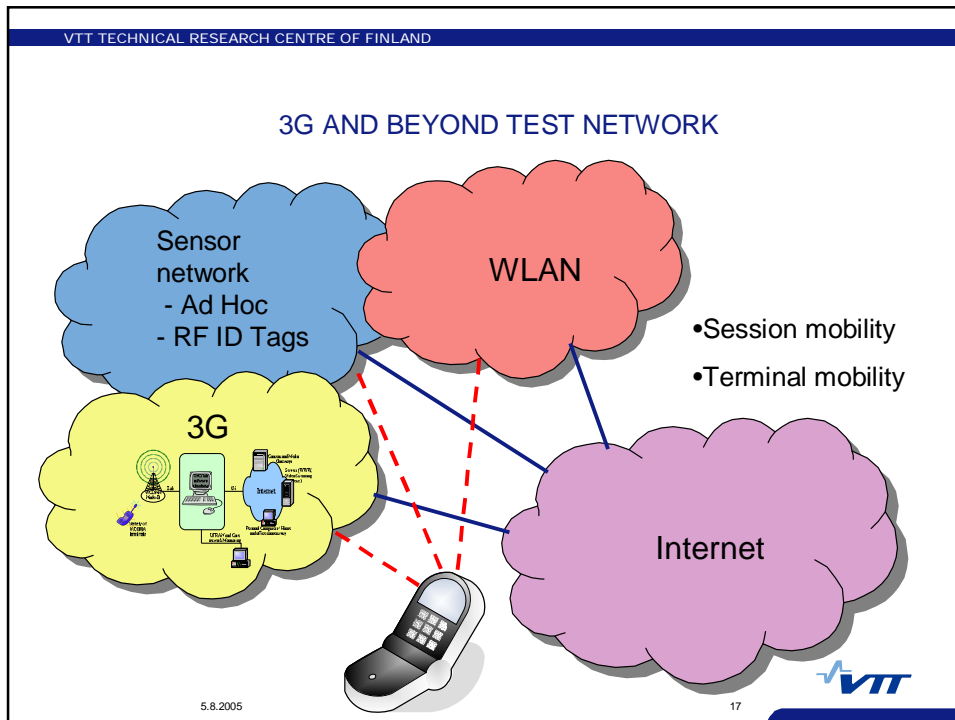 VTT TECHNICAL RESEARCH CENTRE OF FINLAND
3G AND BEYOND TEST NETWORK
Sensor
network
- Ad Hoc
- RF ID Tags
WLAN
•Session mobility
•Terminal mobility
3G
Internet
Internet
5.8.2005
17
VTT